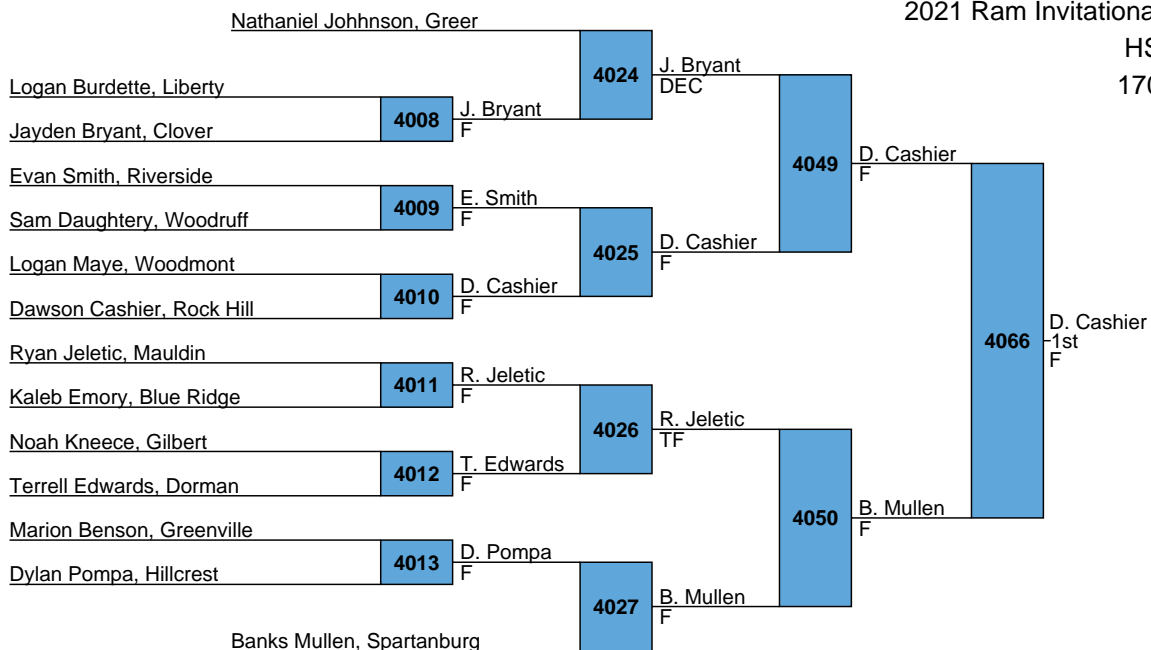 2021 Ram Invitational
HS
170
Nathaniel Johhnson, Greer
4024
J. Bryant
DEC
Logan Burdette, Liberty
4008
J. Bryant
F
Jayden Bryant, Clover
4049
D. Cashier
F
Evan Smith, Riverside
4009
E. Smith
F
Sam Daughtery, Woodruff
4025
D. Cashier
F
Logan Maye, Woodmont
4010
D. Cashier
F
Dawson Cashier, Rock Hill
4066
D. Cashier
1st
F
Ryan Jeletic, Mauldin
4011
R. Jeletic
F
Kaleb Emory, Blue Ridge
4026
R. Jeletic
TF
Noah Kneece, Gilbert
4012
T. Edwards
F
Terrell Edwards, Dorman
4050
B. Mullen
F
Marion Benson, Greenville
4013
D. Pompa
F
Dylan Pompa, Hillcrest
4027
B. Mullen
F
Banks Mullen, Spartanburg